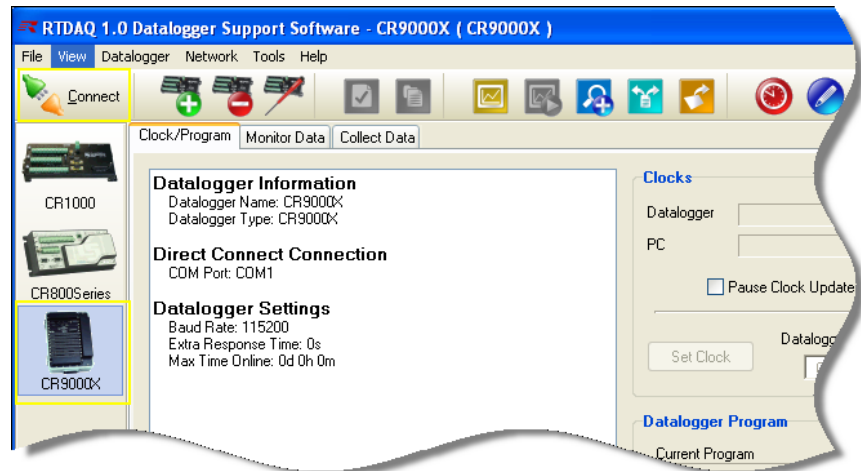 RTDAQ 1.0 Datalogger Support Software - CR9000X ( CR9000X )
File View Datalogger Network Tools Help
Connect
Clock/Program Monitor Data Collect Data
CR1000
CR800Series
CR9000X
Datalogger Information
Datalogger Name: CR9000X
Datalogger Type: CR9000X
Direct Connect Connection
COM Port: COM1
Datalogger Settings
Baud Rate: 115200
Extra Response Time: 0s
Max Time Online: 0d 0h 0m
Clocks
Datalogger
PC
Pause Clock Update
Set Clock
Datalogg
Datalogger Program
Current Program